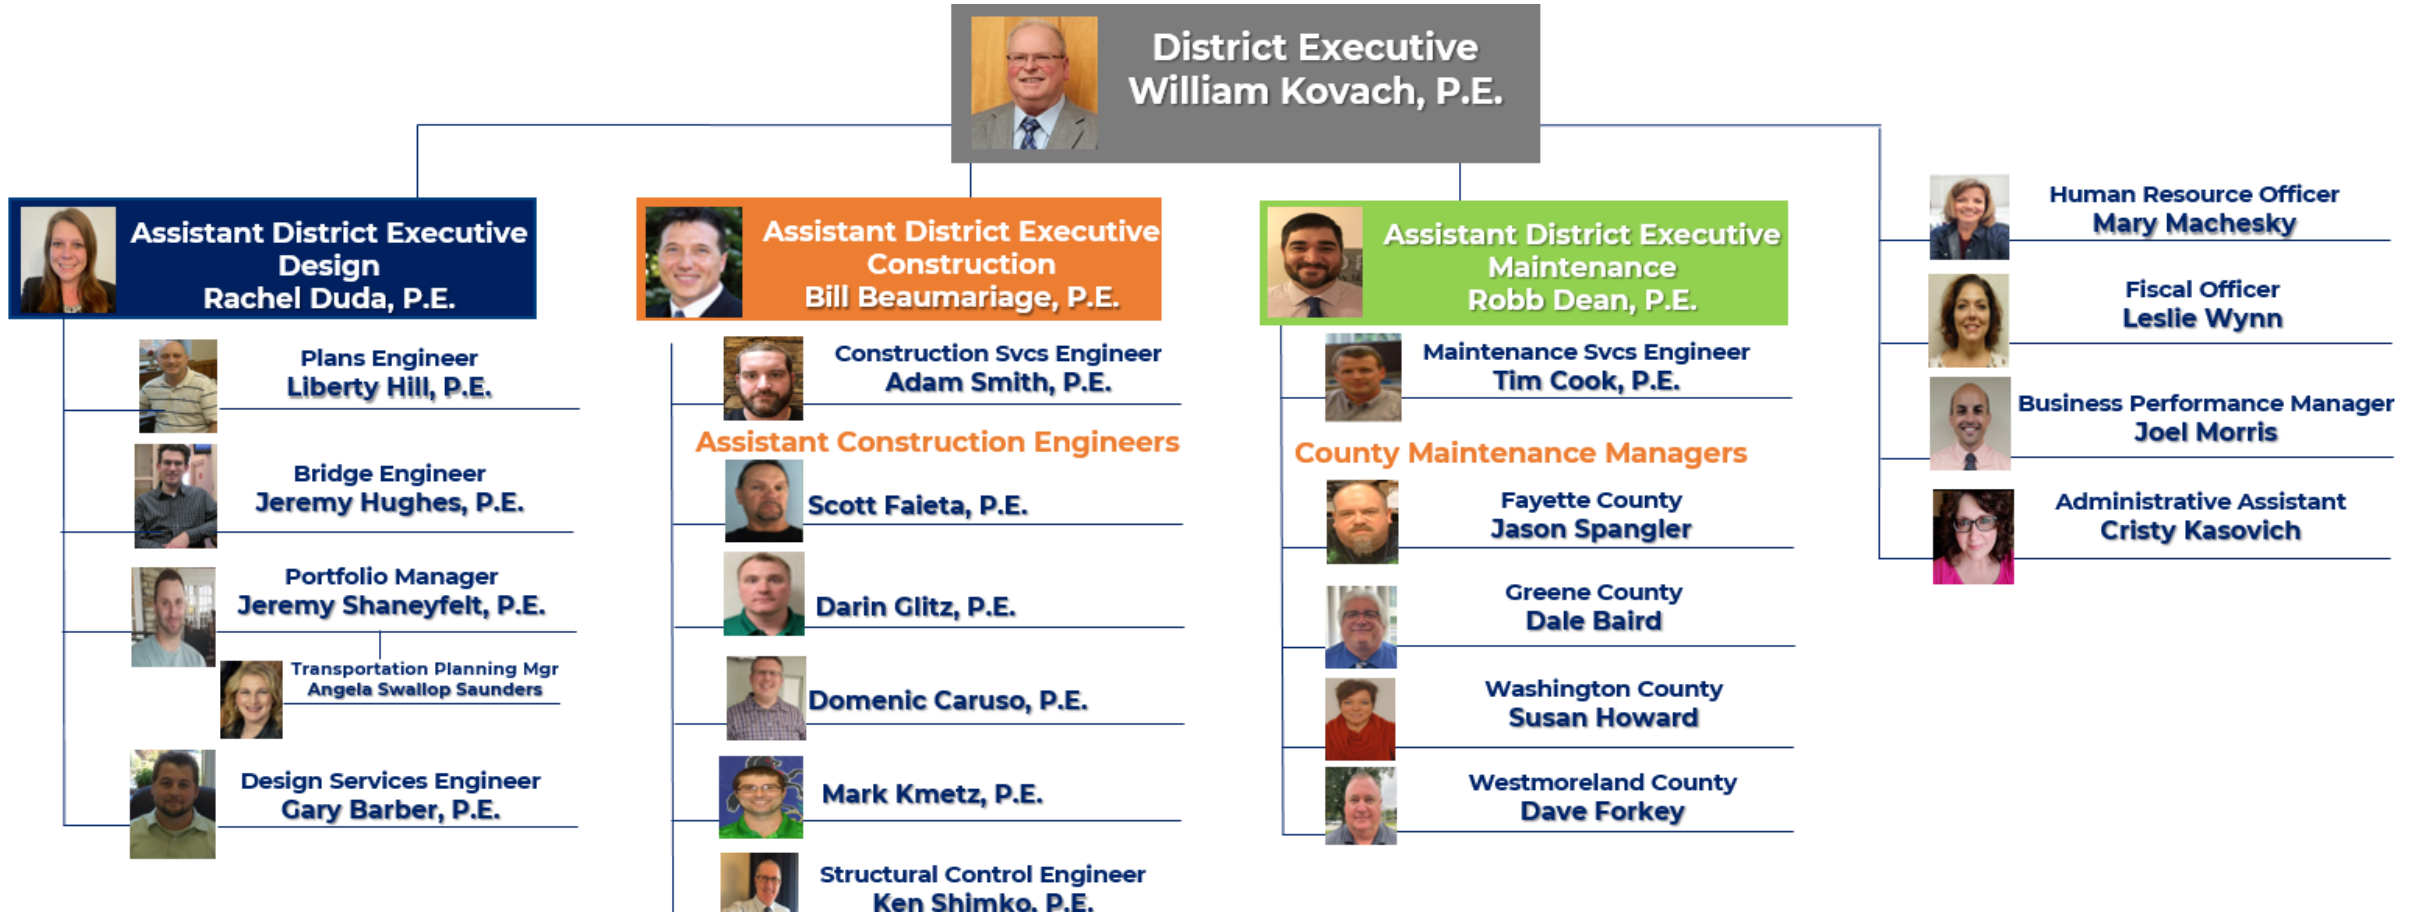 District Executive
William Kovach, P.E.
Assistant District Executive
Design
Rachel Duda, P.E.
Plans Engineer
Liberty Hill, P.E.
Bridge Engineer
Jeremy Hughes, P.E.
Portfolio Manager
Jeremy Shaneyfelt, P.E.
Transportation Planning Mgr
Angela Swallop Saunders
Design Services Engineer
Gary Barber, P.E.
Assistant District Executive
Construction
Bill Beaumariage, P.E.
Construction Svcs Engineer
Adam Smith, P.E.
Assistant Construction Engineers
Scott Faieta, P.E.
Darin Glitz, P.E.
Domenic Caruso, P.E.
Mark Kmetz, P.E.
Structural Control Engineer
Ken Shimko, P.E.
Assistant District Executive
Maintenance
Robb Dean, P.E.
Maintenance Svcs Engineer
Tim Cook, P.E.
County Maintenance Managers
Fayette County
Jason Spangler
Greene County
Dale Baird
Washington County
Susan Howard
Westmoreland County
Dave Forkey
Human Resource Officer
Mary Machesky
Fiscal Officer
Leslie Wynn
Business Performance Manager
Joel Morris
Administrative Assistant
Cristy Kasovich